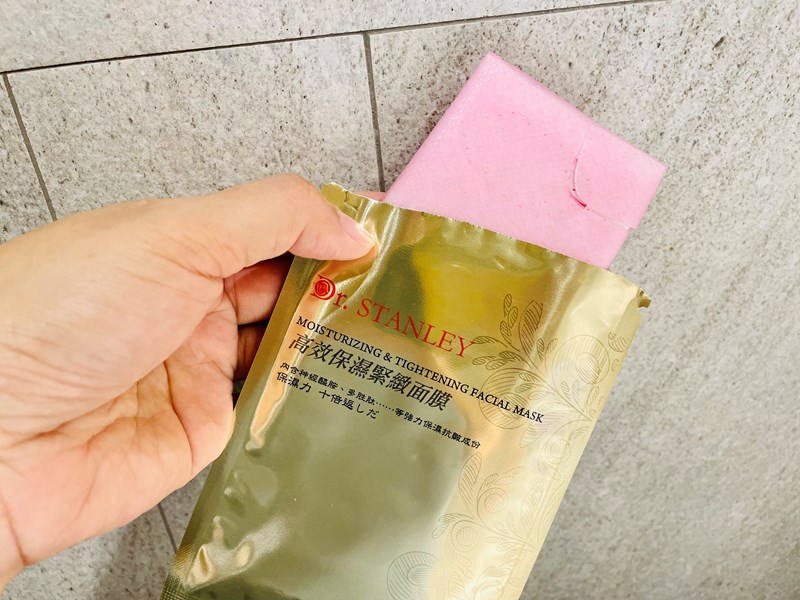 Dr. STANLEY
MOISTURIZING & TIGHTENING FACIAL MASK
高效保濕緊緻面膜
內含神經醯胺、多胜肽……等強力保濕抗皺成份
保濕力 十倍返しだ